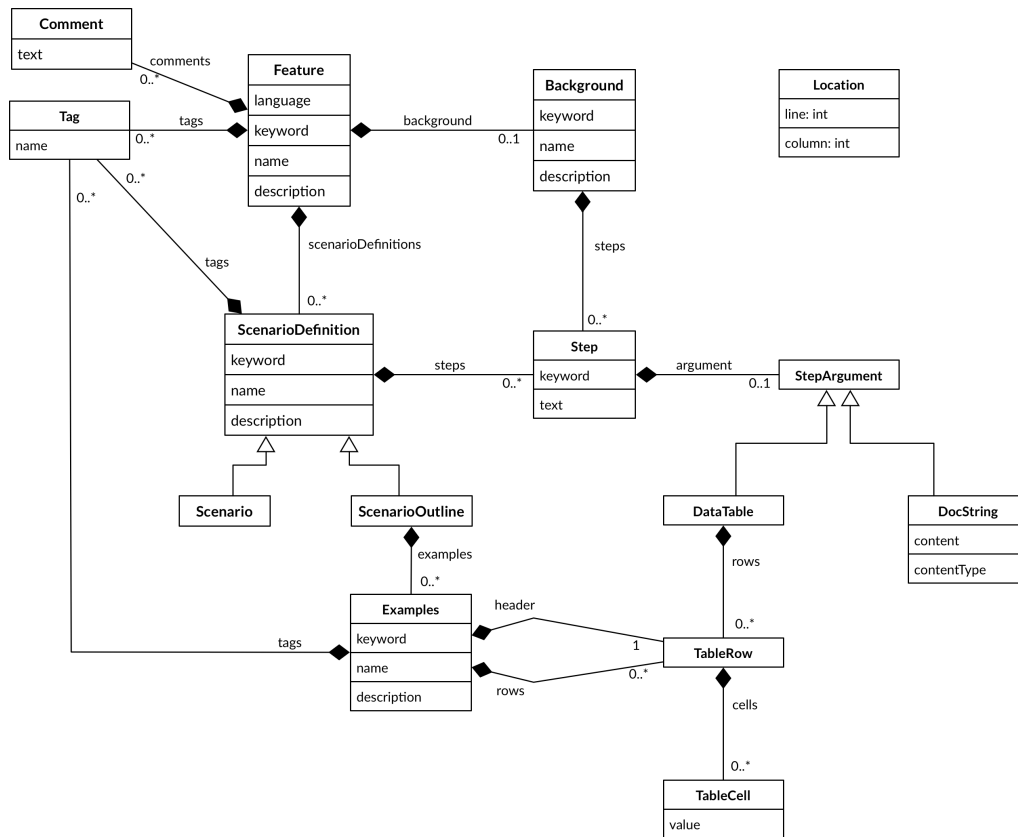 Comment
text
comments
0..*
Feature
language
keyword
name
description
Background
keyword
name
description
Location
line: int
column: int
Tag
name
tags
0..*
background
0..1
0..*
0..*
scenarioDefinitions
steps
tags
0..*
0..*
ScenarioDefinition
keyword
name
description
steps
0..*
Step
keyword
text
argument
0..1
StepArgument
Scenario
ScenarioOutline
DataTable
DocString
content
contentType
examples
0..*
rows
0..*
Examples
keyword
name
description
header
1
tags
rows
0..*
TableRow
cells
0..*
TableCell
value